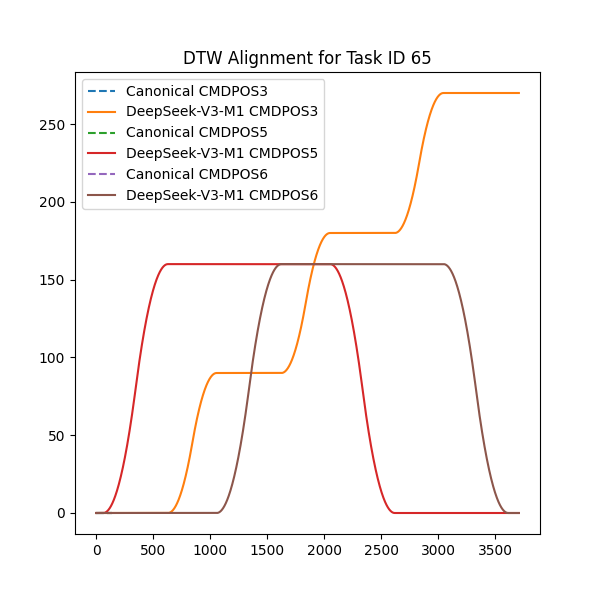 DTW Alignment for Task ID 65
Canonical CMDPOS3
DeepSeek-V3-M1 CMDPOS3
Canonical CMDPOS5
DeepSeek-V3-M1 CMDPOS5
Canonical CMDPOS6
DeepSeek-V3-M1 CMDPOS6
250
200
150
100
50
0
0 500 1000 1500 2000 2500 3000 3500